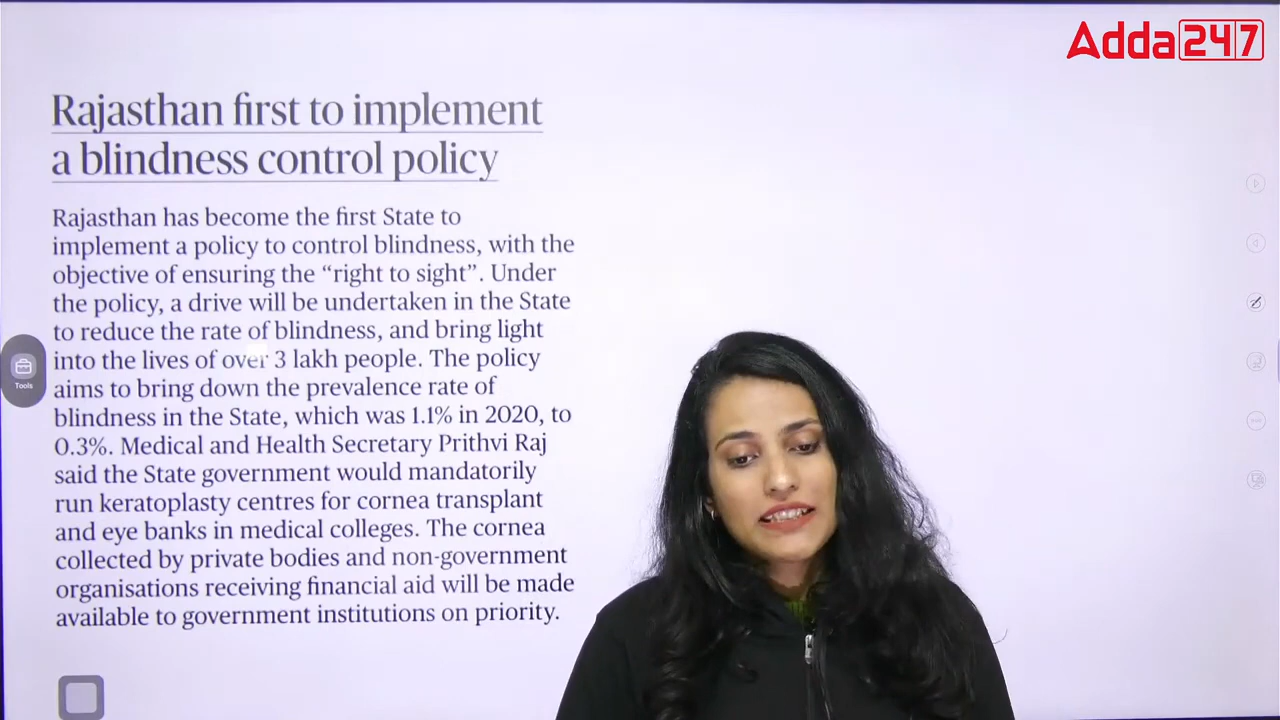 Adda247
Rajasthan first to implement
a blindness control policy
Rajasthan has become the first State to
implement a policy to control blindness, with the
objective of ensuring the “right to sight”. Under
the policy, a drive will be undertaken in the State
to reduce the rate of blindness, and bring light
into the lives of over 3 lakh people. The policy
aims to bring down the prevalence rate of
blindness in the State, which was 1.1% in 2020, to
0.3%. Medical and Health Secretary Prithvi Raj
said the State government would mandatorily
run keratoplasty centres for cornea transplant
and eye banks in medical colleges. The cornea
collected by private bodies and non-government
organisations receiving financial aid will be made
available to government institutions on priority.
Tools